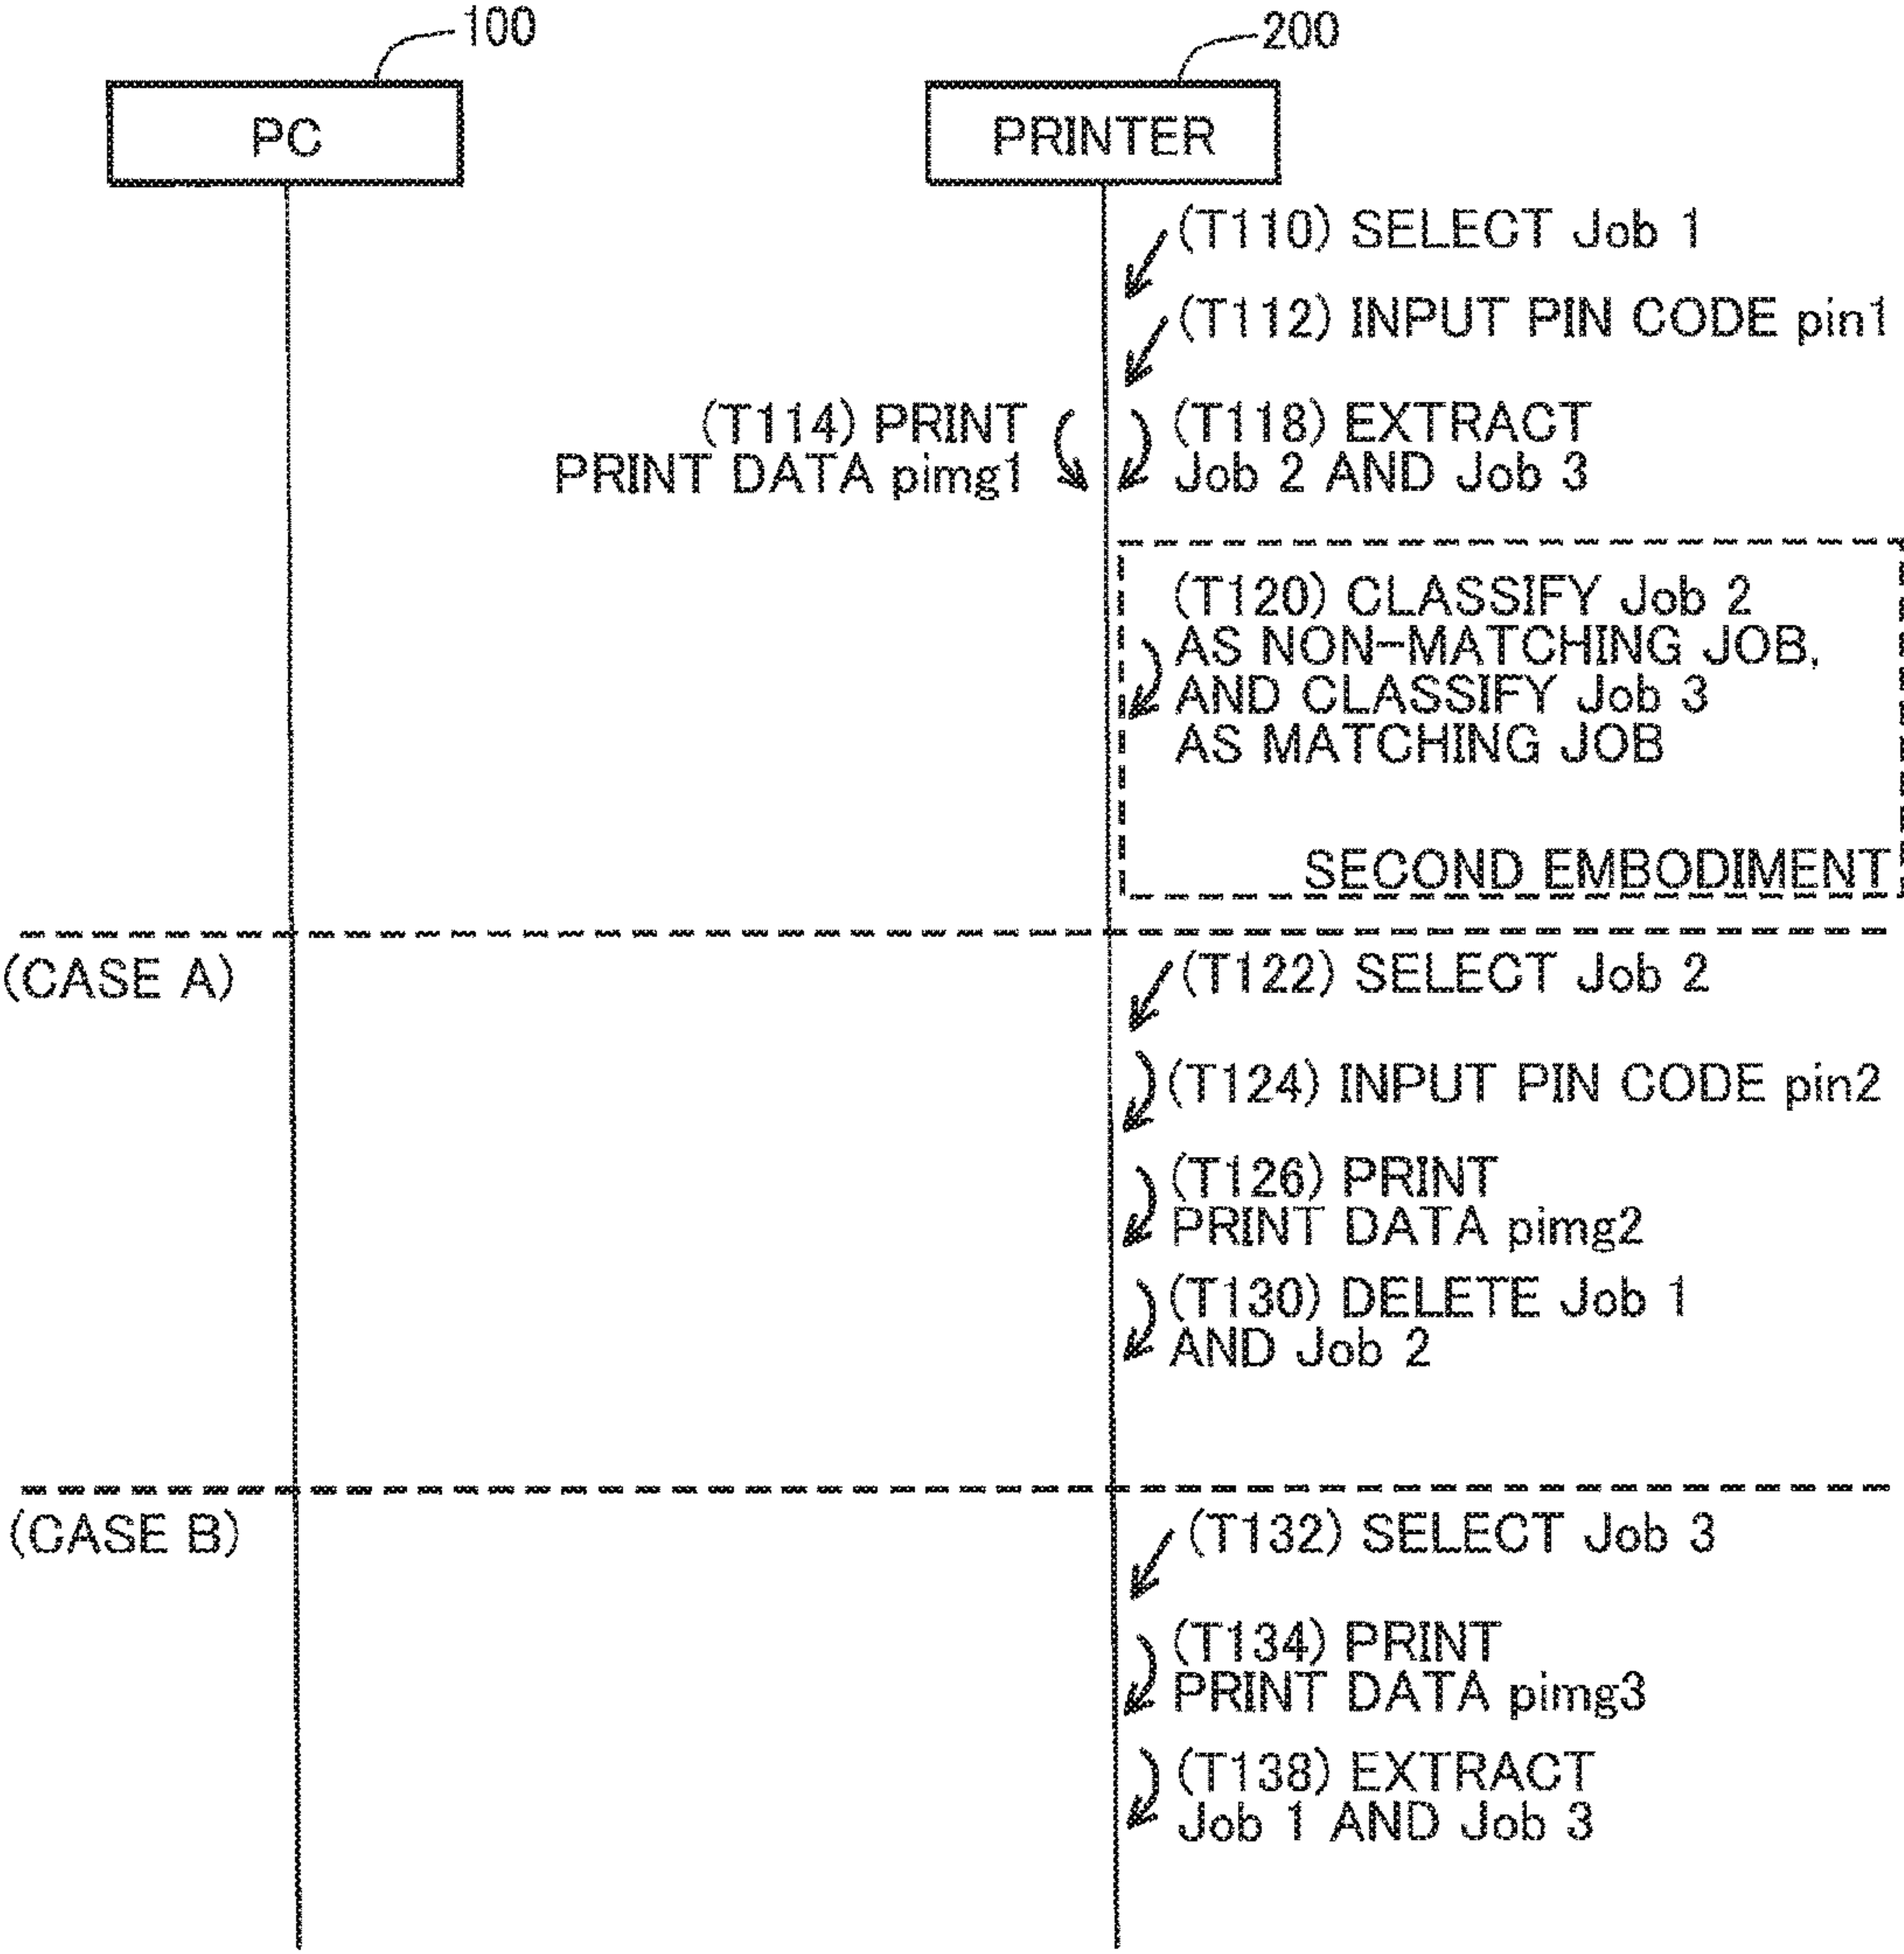 100
200
PC
PRINTER
(T110) SELECT Job 1
(T112) INPUT PIN CODE pin1
(T114) PRINT
PRINT DATA pimg1
(T118) EXTRACT
Job 2 AND Job 3
(T120) CLASSIFY Job 2
AS NON-MATCHING JOB,
AND CLASSIFY Job 3
AS MATCHING JOB
SECOND EMBODIMENT
(CASE A)
(T122) SELECT Job 2
(T124) INPUT PIN CODE pin2
(T126) PRINT
PRINT DATA pimg2
(T130) DELETE Job 1
AND Job 2
(CASE B)
(T132) SELECT Job 3
(T134) PRINT
PRINT DATA pimg3
(T138) EXTRACT
Job 1 AND Job 3